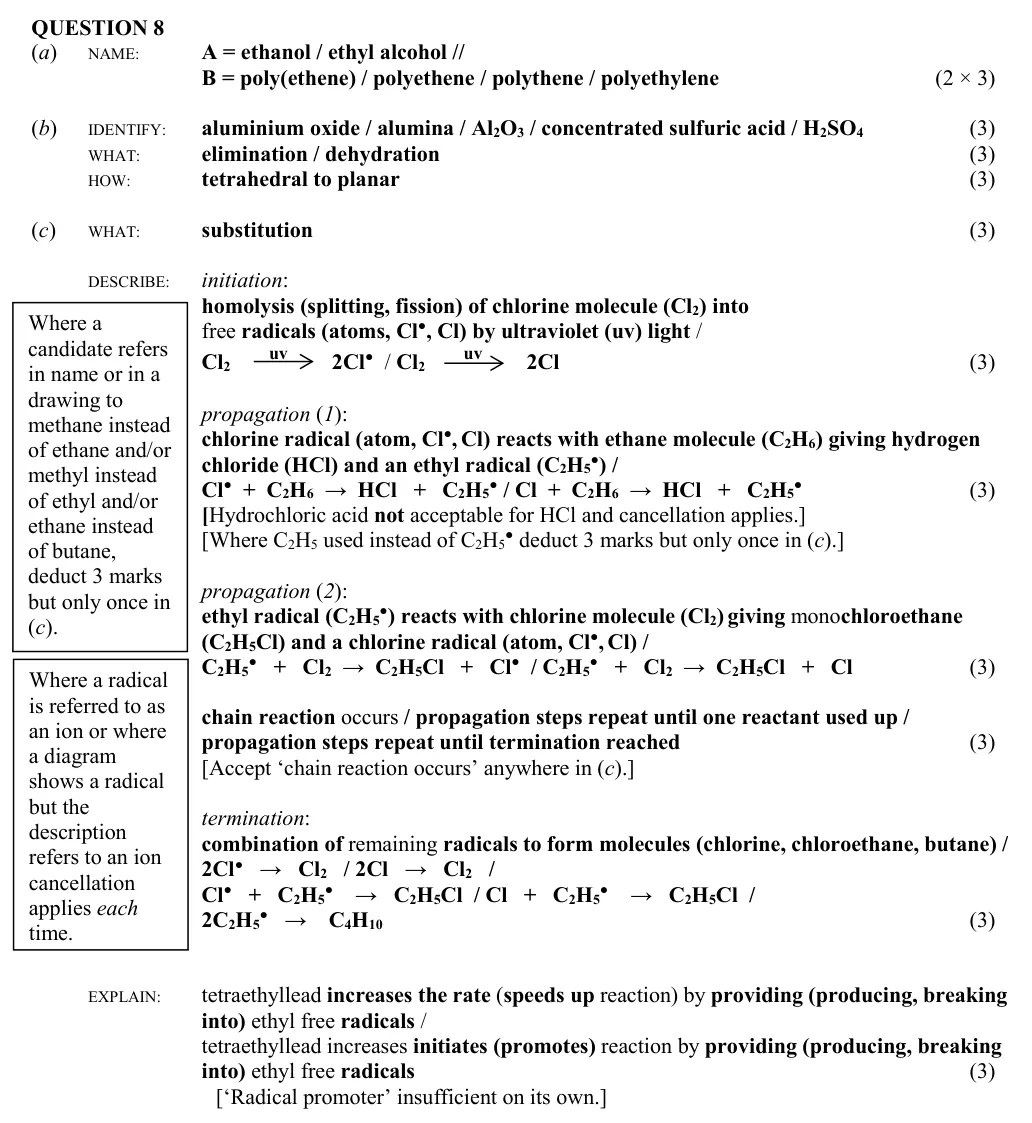 QUESTION 8
(a) NAME: A = ethanol / ethyl alcohol //
B = poly(ethene) / polyethene / polythene / polyethylene (2 × 3)
(b) IDENTIFY: aluminium oxide / alumina / Al₂O₃ / concentrated sulfuric acid / H₂SO₄ (3)
WHAT: elimination / dehydration (3)
HOW: tetrahedral to planar (3)
(c) WHAT: substitution (3)
DESCRIBE: initiation:
homolysis (splitting, fission) of chlorine molecule (Cl₂) into
free radicals (atoms, Cl•, Cl) by ultraviolet (uv) light /
Cl₂ uv→ 2Cl• / Cl₂ uv→ 2Cl (3)
propagation (1):
chlorine radical (atom, Cl•, Cl) reacts with ethane molecule (C₂H₆) giving hydrogen
chloride (HCl) and an ethyl radical (C₂H₅•) /
Cl• + C₂H₆ → HCl + C₂H₅• / Cl + C₂H₆ → HCl + C₂H₅• (3)
[Hydrochloric acid not acceptable for HCl and cancellation applies.]
[Where C₂H₅ used instead of C₂H₅• deduct 3 marks but only once in (c).]
propagation (2):
ethyl radical (C₂H₅•) reacts with chlorine molecule (Cl₂) giving monochloroethane
(C₂H₅Cl) and a chlorine radical (atom, Cl•, Cl) /
C₂H₅• + Cl₂ → C₂H₅Cl + Cl• / C₂H₅• + Cl₂ → C₂H₅Cl + Cl (3)
chain reaction occurs / propagation steps repeat until one reactant used up /
propagation steps repeat until termination reached (3)
[Accept ‘chain reaction occurs’ anywhere in (c).]
termination:
combination of remaining radicals to form molecules (chlorine, chloroethane, butane) /
2Cl• → Cl₂ / 2Cl → Cl₂ /
Cl• + C₂H₅• → C₂H₅Cl / Cl + C₂H₅• → C₂H₅Cl /
2C₂H₅• → C₄H₁₀ (3)
Where a
candidate refers
in name or in a
drawing to
methane instead
of ethane and/or
methyl instead
of ethyl and/or
ethane instead
of butane,
deduct 3 marks
but only once in
(c).
Where a radical
is referred to as
an ion or where
a diagram
shows a radical
but the
description
refers to an ion
cancellation
applies each
time.
EXPLAIN: tetraethyllead increases the rate (speeds up reaction) by providing (producing, breaking
into) ethyl free radicals /
tetraethyllead increases initiates (promotes) reaction by providing (producing, breaking
into) ethyl free radicals (3)
[‘Radical promoter’ insufficient on its own.]